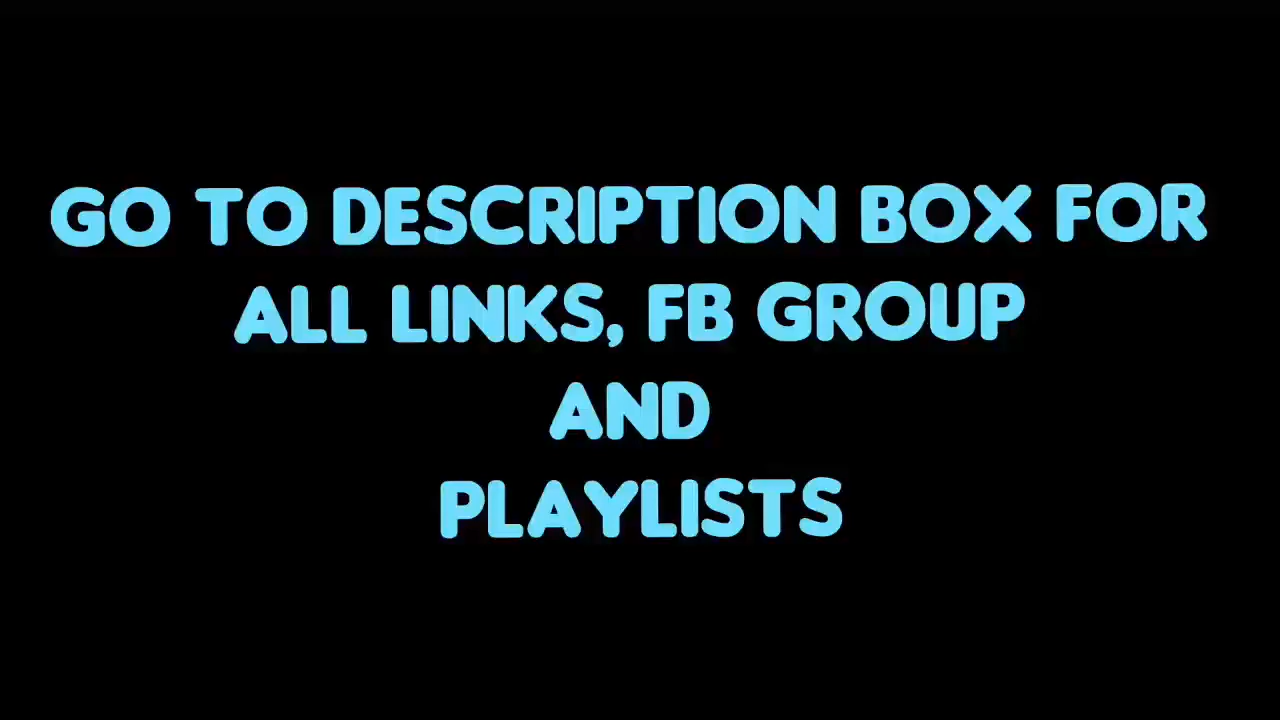 GO TO DESCRIPTION BOX FOR
ALL LINKS, FB GROUP
AND
PLAYLISTS